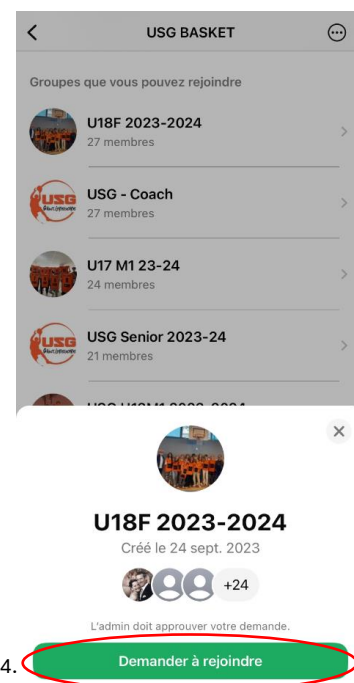 USG BASKET
Groupes que vous pouvez rejoindre
U18F 2023-2024
27 membres
USG - Coach
27 membres
U17 M1 23-24
24 membres
USG Senior 2023-24
21 membres
U18F 2023-2024
Créé le 24 sept. 2023
+24
L'admin doit approuver votre demande.
4. Demander à rejoindre